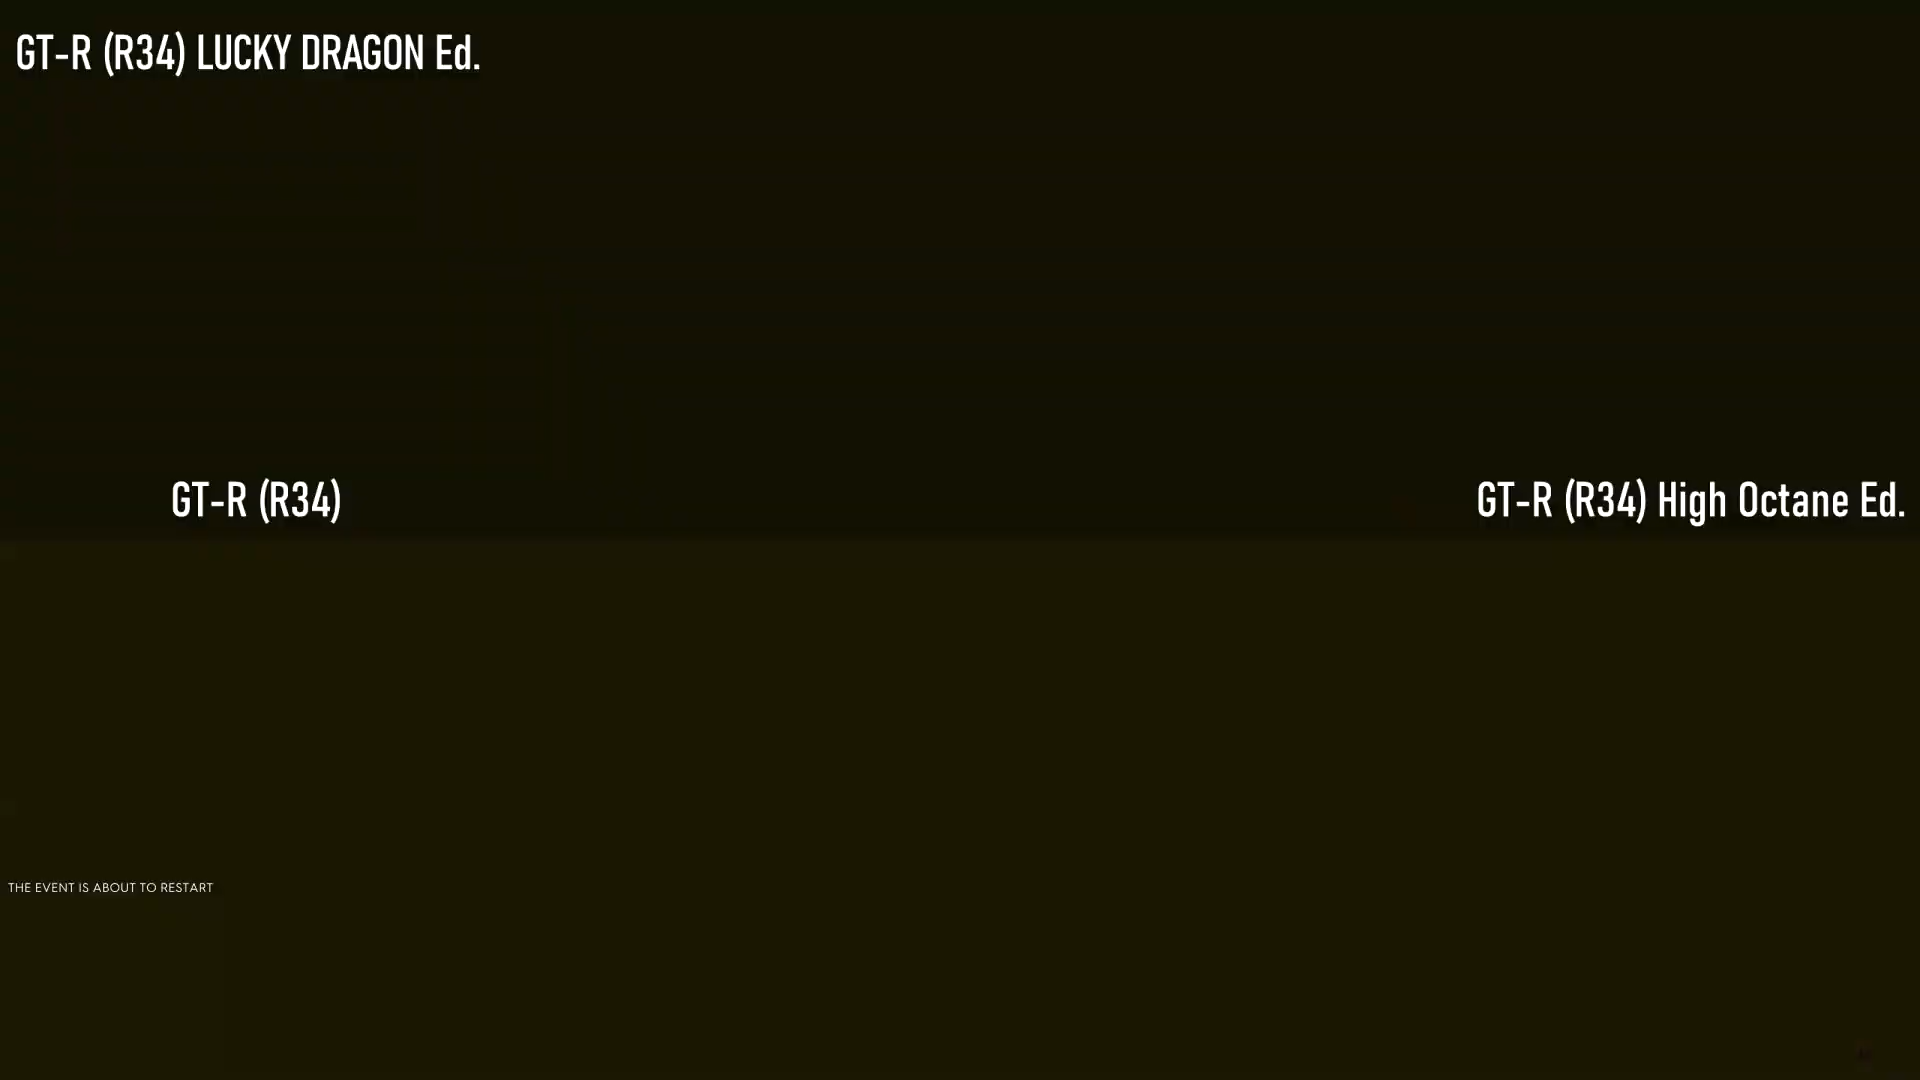 GT-R (R34) LUCKY DRAGON Ed.
GT-R (R34)
GT-R (R34) High Octane Ed.
THE EVENT IS ABOUT TO RESTART